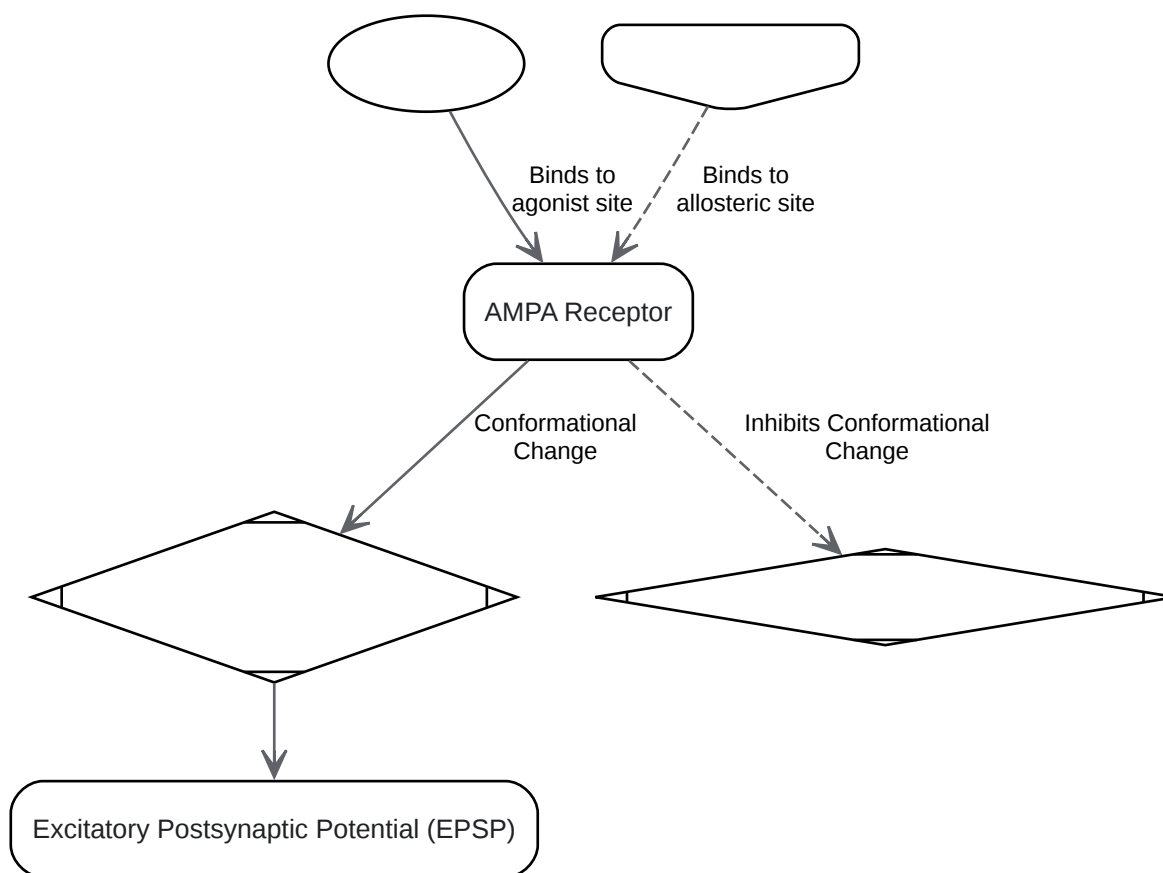 Binds to
agonist site
Binds to
allosteric site
AMPA Receptor
Conformational
Change
Inhibits Conformational
Change
Excitatory Postsynaptic Potential (EPSP)